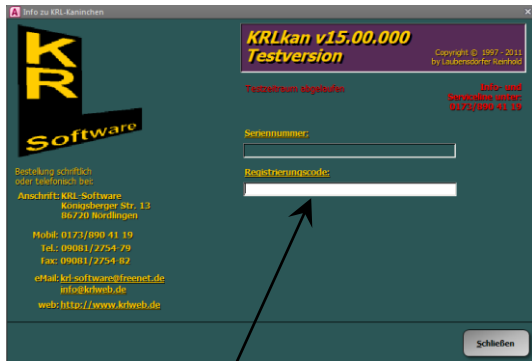 Info zu KRL-Kaninchen
KR
Software
KRLkan v15.00.000
Testversion
Copyright © 1997 - 2011
by Laubensdörfer Reinhold
Testzeitraum abgelaufen
Info- und
Serviceline unter:
0173/890 41 19
Seriennummer:
Registrierungscode:
Bestellung schriftlich
oder telefonisch bei:
Anschrift: KRL-Software
Königsberger Str. 13
86720 Nördlingen
Mobil: 0173/890 41 19
Tel.: 09081/2754-79
Fax: 09081/2754-82
eMail: krl-software@freenet.de
info@krlweb.de
web: http://www.krlweb.de
Schließen